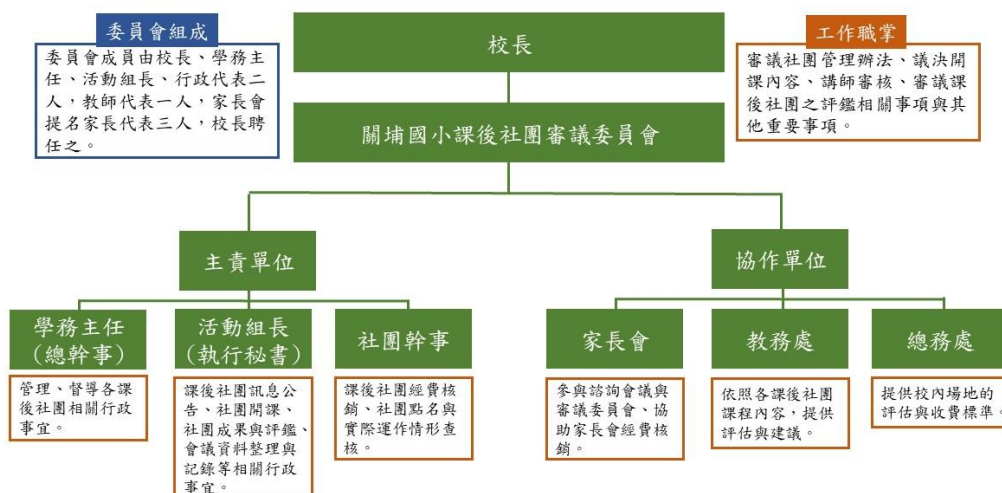 委員會組成
委員會成員由校長、學務主
任、活動組長、行政代表二
人，教師代表一人，家長會
提名家長代表三人，校長聘
任之。
校長
關埔國小課後社團審議委員會
工作職掌
審議社團管理辦法、議決開
課內容、講師審核、審議課
後社團之評鑑相關事項與其
他重要事項。
主責單位
協作單位
學務主任
（總幹事）
管理、督導各課
後社團相關行政
事宜。
活動組長
（執行秘書）
課後社團訊息公
告、社團開課、
社團成果與評鑑、
會議資料整理與
記錄等相關行政
事宜。
社團幹事
課後社團經費核
銷、社團點名與
實際運作情形查
核。
家長會
參與諮詢會議與
審議委員會、協
助家長會經費核
銷。
教務處
依照各課後社團
課程內容，提供
評估與建議。
總務處
提供校內場地的
評估與收費標準。